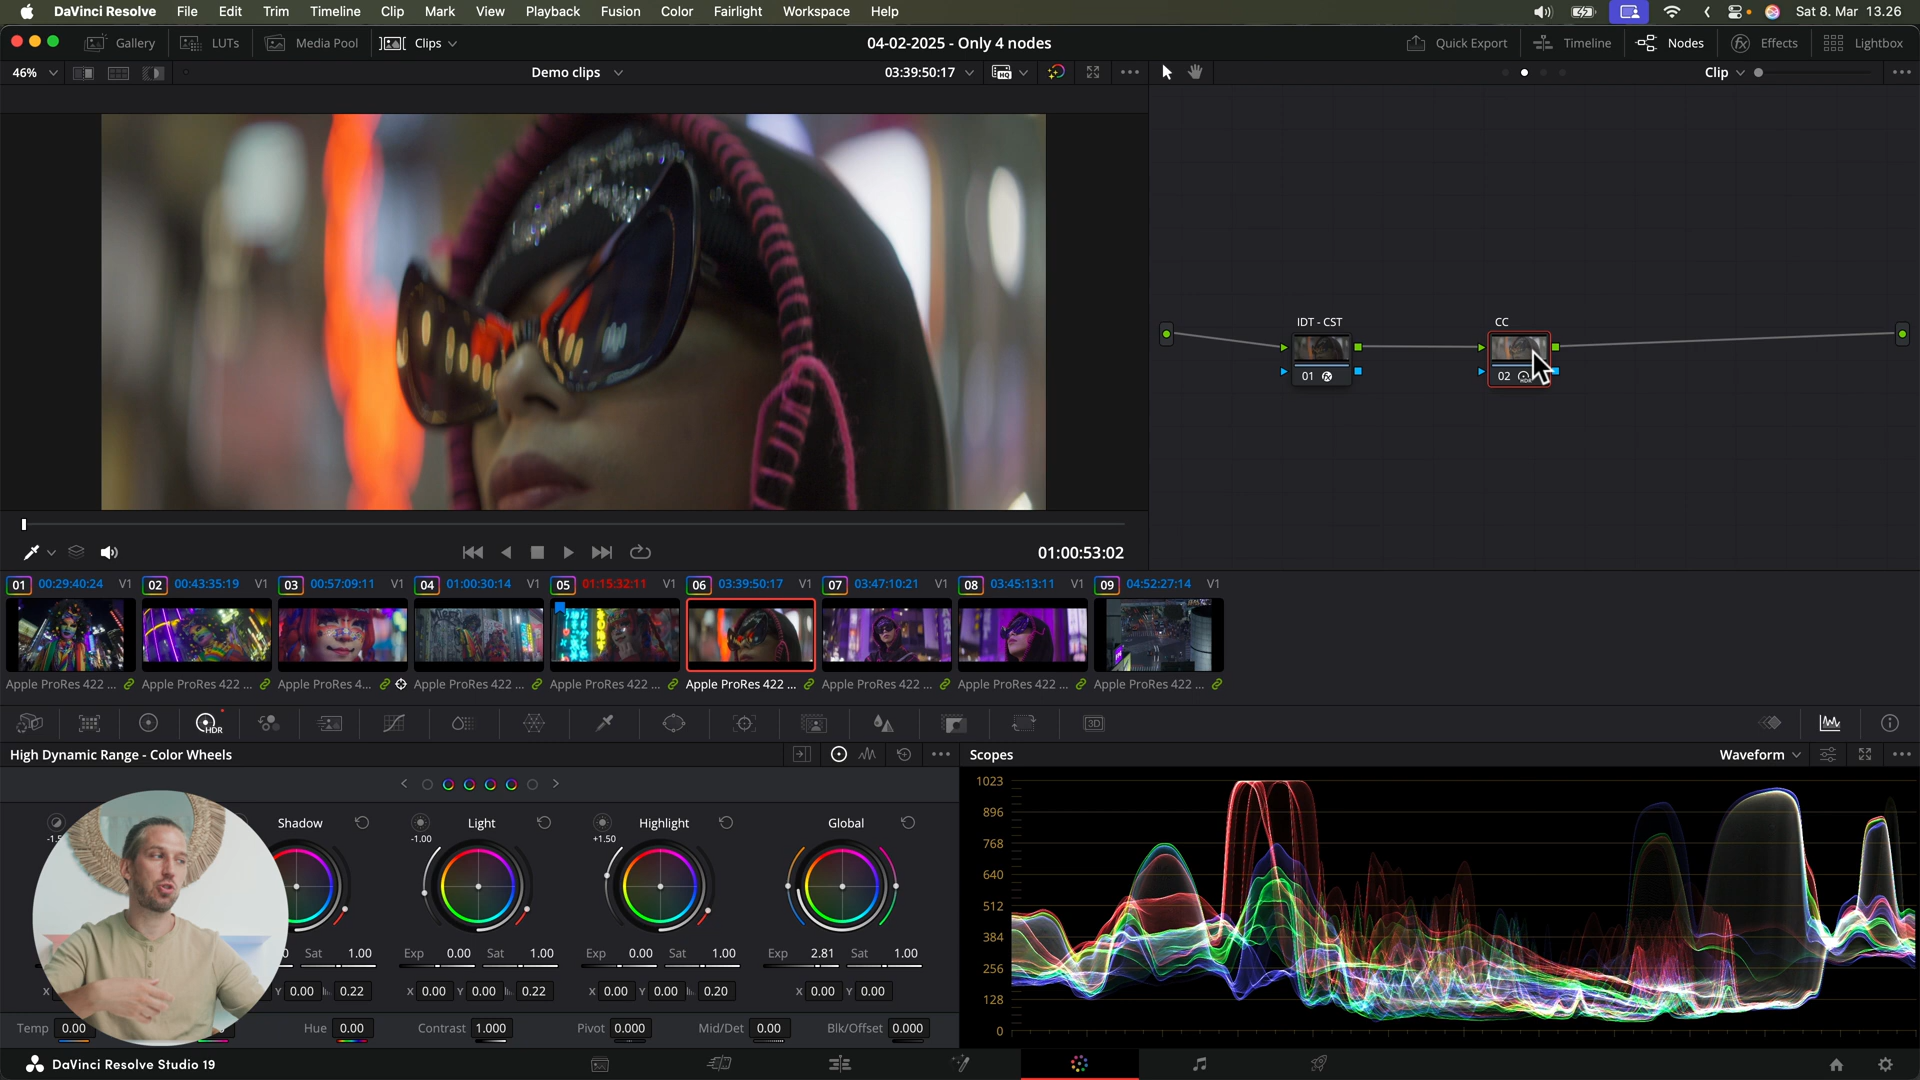 DaVinci Resolve File Edit Trim Timeline Clip Mark View Playback Fusion Color Fairlight Workspace Help Sat 8. Mar 13.26
Gallery LUTs Media Pool Clips 04-02-2025 - Only 4 nodes Quick Export Timeline Nodes Effects Lightbox
46% Demo clips 03:39:50:17 HQ Clip
IDT - CST CC
01 02
01:00:53:02
01 00:29:40:24 V1 02 00:43:35:19 V1 03 00:57:09:11 V1 04 01:00:30:14 V1 05 01:15:32:11 V1 06 03:39:50:17 V1 07 03:47:10:21 V1 08 03:45:13:11 V1 09 04:52:27:14 V1
Apple ProRes 422 ... Apple ProRes 422 ... Apple ProRes 4... Apple ProRes 422 ... Apple ProRes 422 ... Apple ProRes 422 ... Apple ProRes 422 ... Apple ProRes 422 ... Apple ProRes 422 ...
HDR 3D
High Dynamic Range - Color Wheels Scopes Waveform
Shadow Light Highlight Global
-1.00 +1.50
Sat 1.00 Exp 0.00 Sat 1.00 Exp 0.00 Sat 1.00 Exp 2.81 Sat 1.00
X Y 0.00 0.22 X 0.00 Y 0.00 0.22 X 0.00 Y 0.00 0.20 X 0.00 Y 0.00
Temp 0.00 Hue 0.00 Contrast 1.000 Pivot 0.000 Mid/Det 0.00 Blk/Offset 0.000
1023
896
768
640
512
384
256
128
0
DaVinci Resolve Studio 19